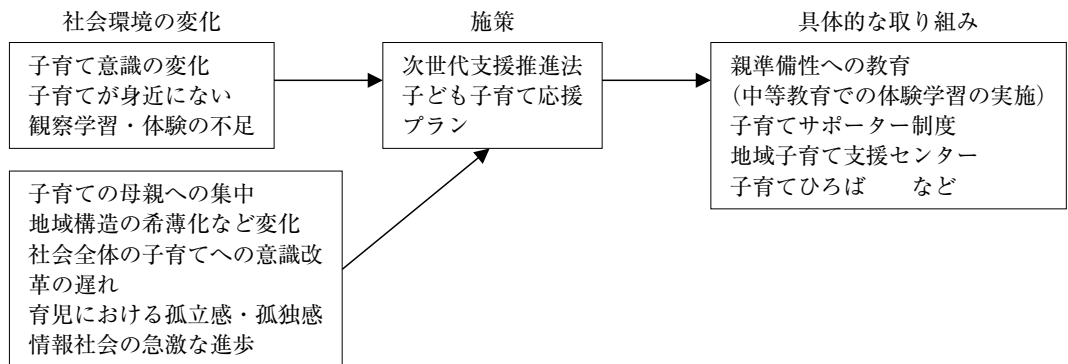 社会環境の変化
子育て意識の変化
子育てが身近にない
観察学習・体験の不足
子育ての母親への集中
地域構造の希薄化など変化
社会全体の子育てへの意識改
革の遅れ
育児における孤立感・孤独感
情報社会の急激な進歩
施策
次世代支援推進法
子ども子育て応援
プラン
具体的な取り組み
親準備性への教育
(中等教育での体験学習の実施)
子育てサポーター制度
地域子育て支援センター
子育てひろば　　など